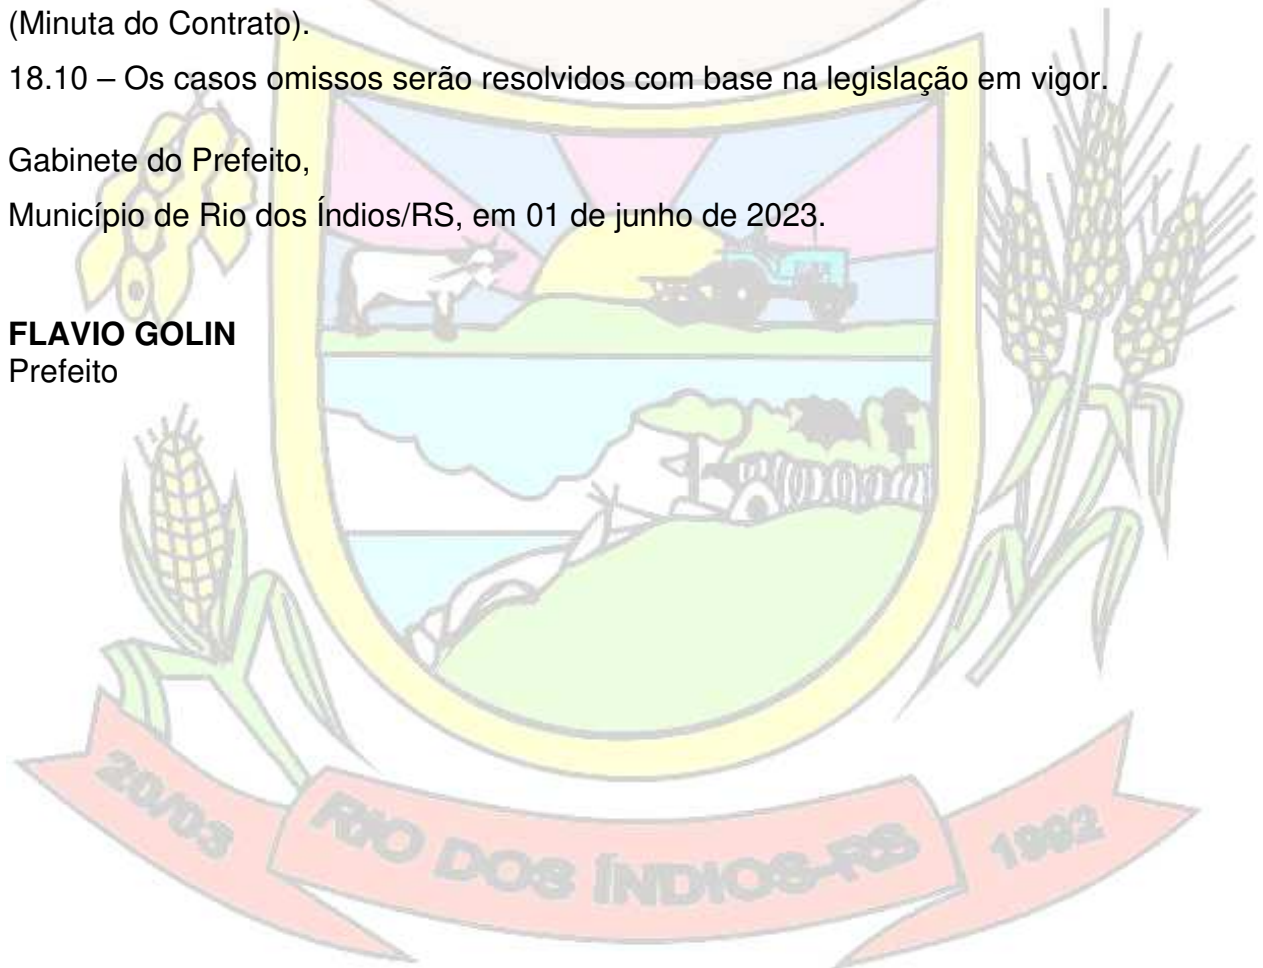 (Minuta do Contrato).
18.10 – Os casos omissos serão resolvidos com base na legislação em vigor.
Gabinete do Prefeito,
Município de Rio dos Índios/RS, em 01 de junho de 2023.
FLAVIO GOLIN
Prefeito
20/03
RIO DOS ÍNDIOS-RS
1992